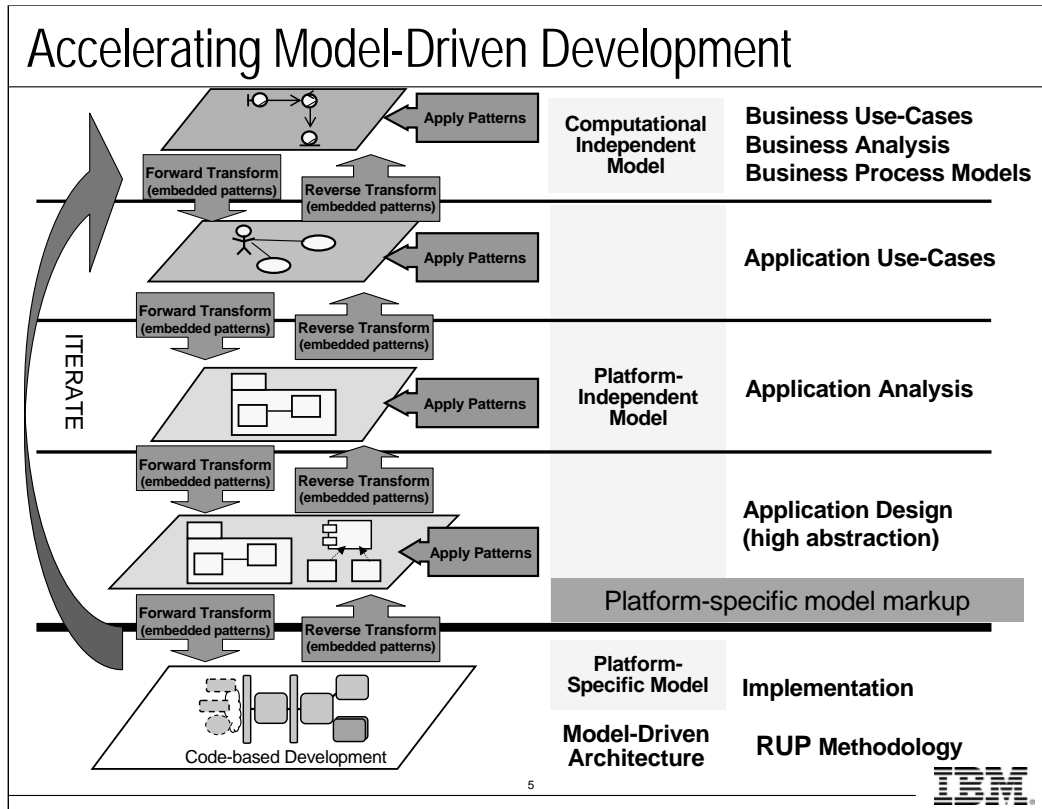 Accelerating Model-Driven Development
Apply Patterns
Computational
Independent
Model
Business Use-Cases
Business Analysis
Business Process Models
Forward Transform
(embedded patterns)
Reverse Transform
(embedded patterns)
Apply Patterns
Application Use-Cases
Forward Transform
(embedded patterns)
Reverse Transform
(embedded patterns)
ITERATE
Apply Patterns
Platform-
Independent
Model
Application Analysis
Forward Transform
(embedded patterns)
Reverse Transform
(embedded patterns)
Apply Patterns
Application Design
(high abstraction)
Platform-specific model markup
Forward Transform
(embedded patterns)
Reverse Transform
(embedded patterns)
Platform-
Specific Model
Implementation
Code-based Development
Model-Driven
Architecture
RUP Methodology
5
IBM®